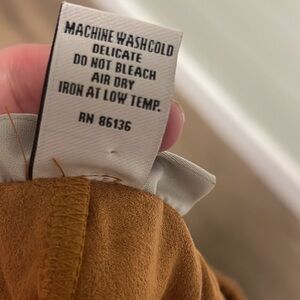 MACHINE WASH COLD
DELICATE
DO NOT BLEACH
AIR DRY
IRON AT LOW TEMP.
RN 86136